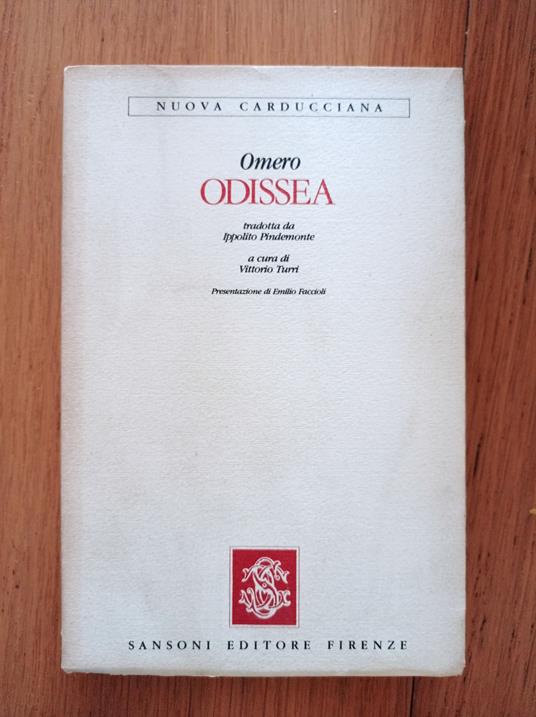 NUOVA CARDUCCIANA
Omero
ODISSEA
tradotta da
Ippolito Pindemonte
a cura di
Vittorio Turri
Presentazione di Emilio Faccioli
SANSONI EDITORE FIRENZE